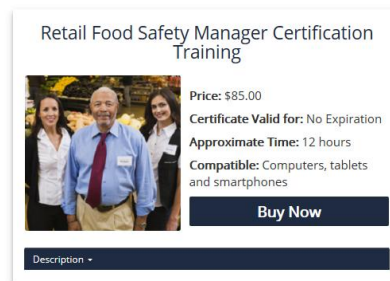 Retail Food Safety Manager Certification
Training
Price: $85.00
Certificate Valid for: No Expiration
Approximate Time: 12 hours
Compatible: Computers, tablets
and smartphones
Buy Now
Description